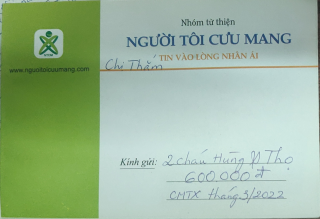 Nhóm từ thiện
NGƯỜI TÔI CƯU MANG
TIN VÀO LÒNG NHÂN ÁI
www.nguoitoicuumang.com
Chị Thắm
Kính gửi: 2 cháu Hùng & Thọ
600.000đ
CMTX tháng 3/2022